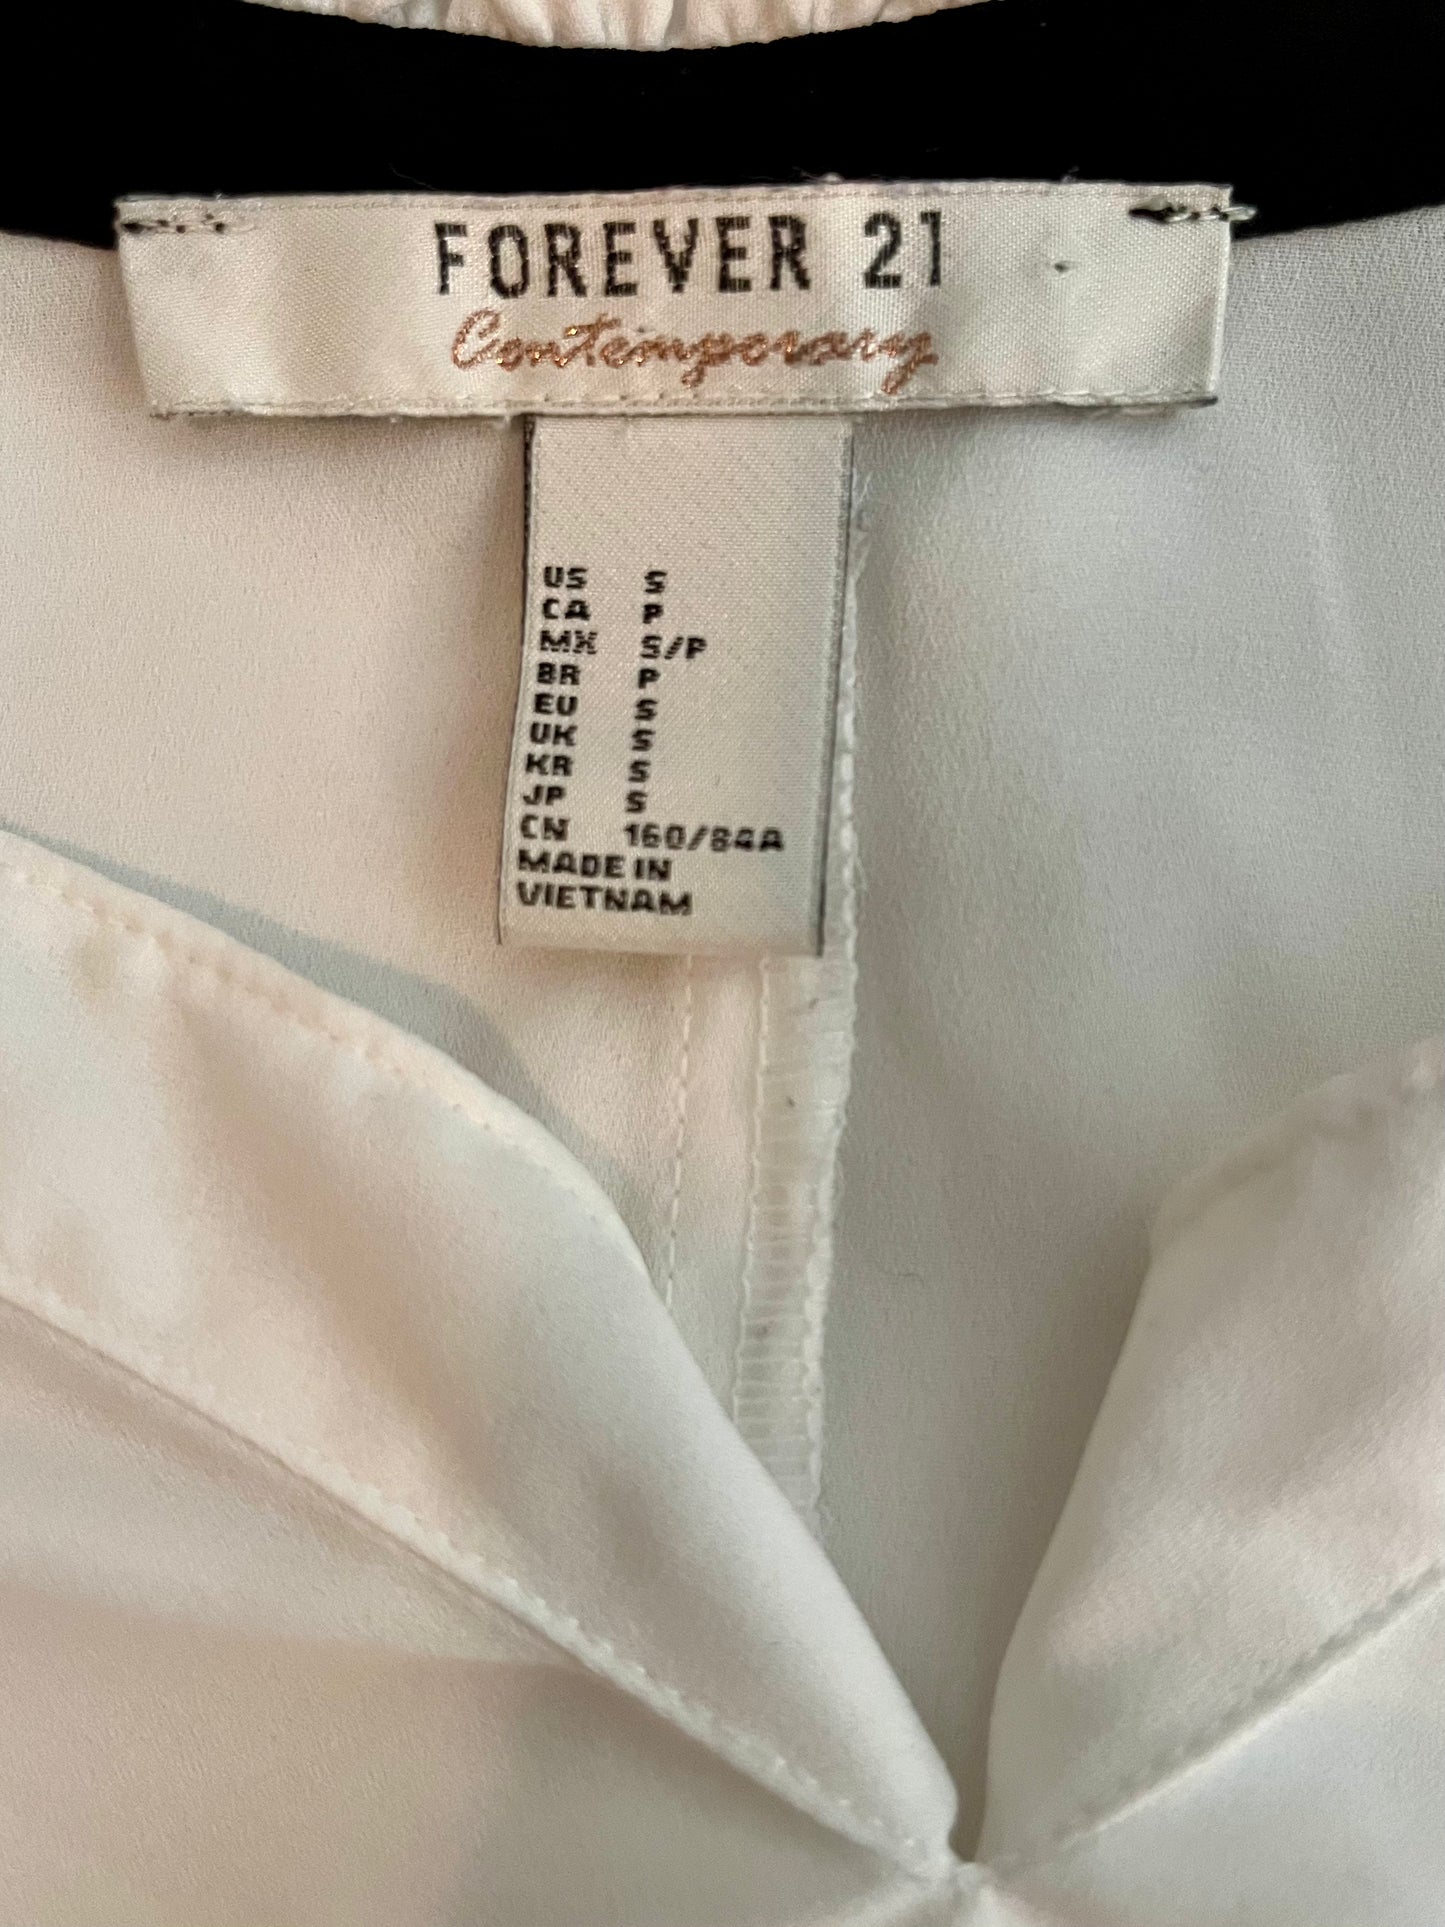 FOREVER 21
Contemporary
US S
CA P
MX S/P
BR P
EU S
UK S
KR S
JP S
CN 160/84A
MADE IN
VIETNAM